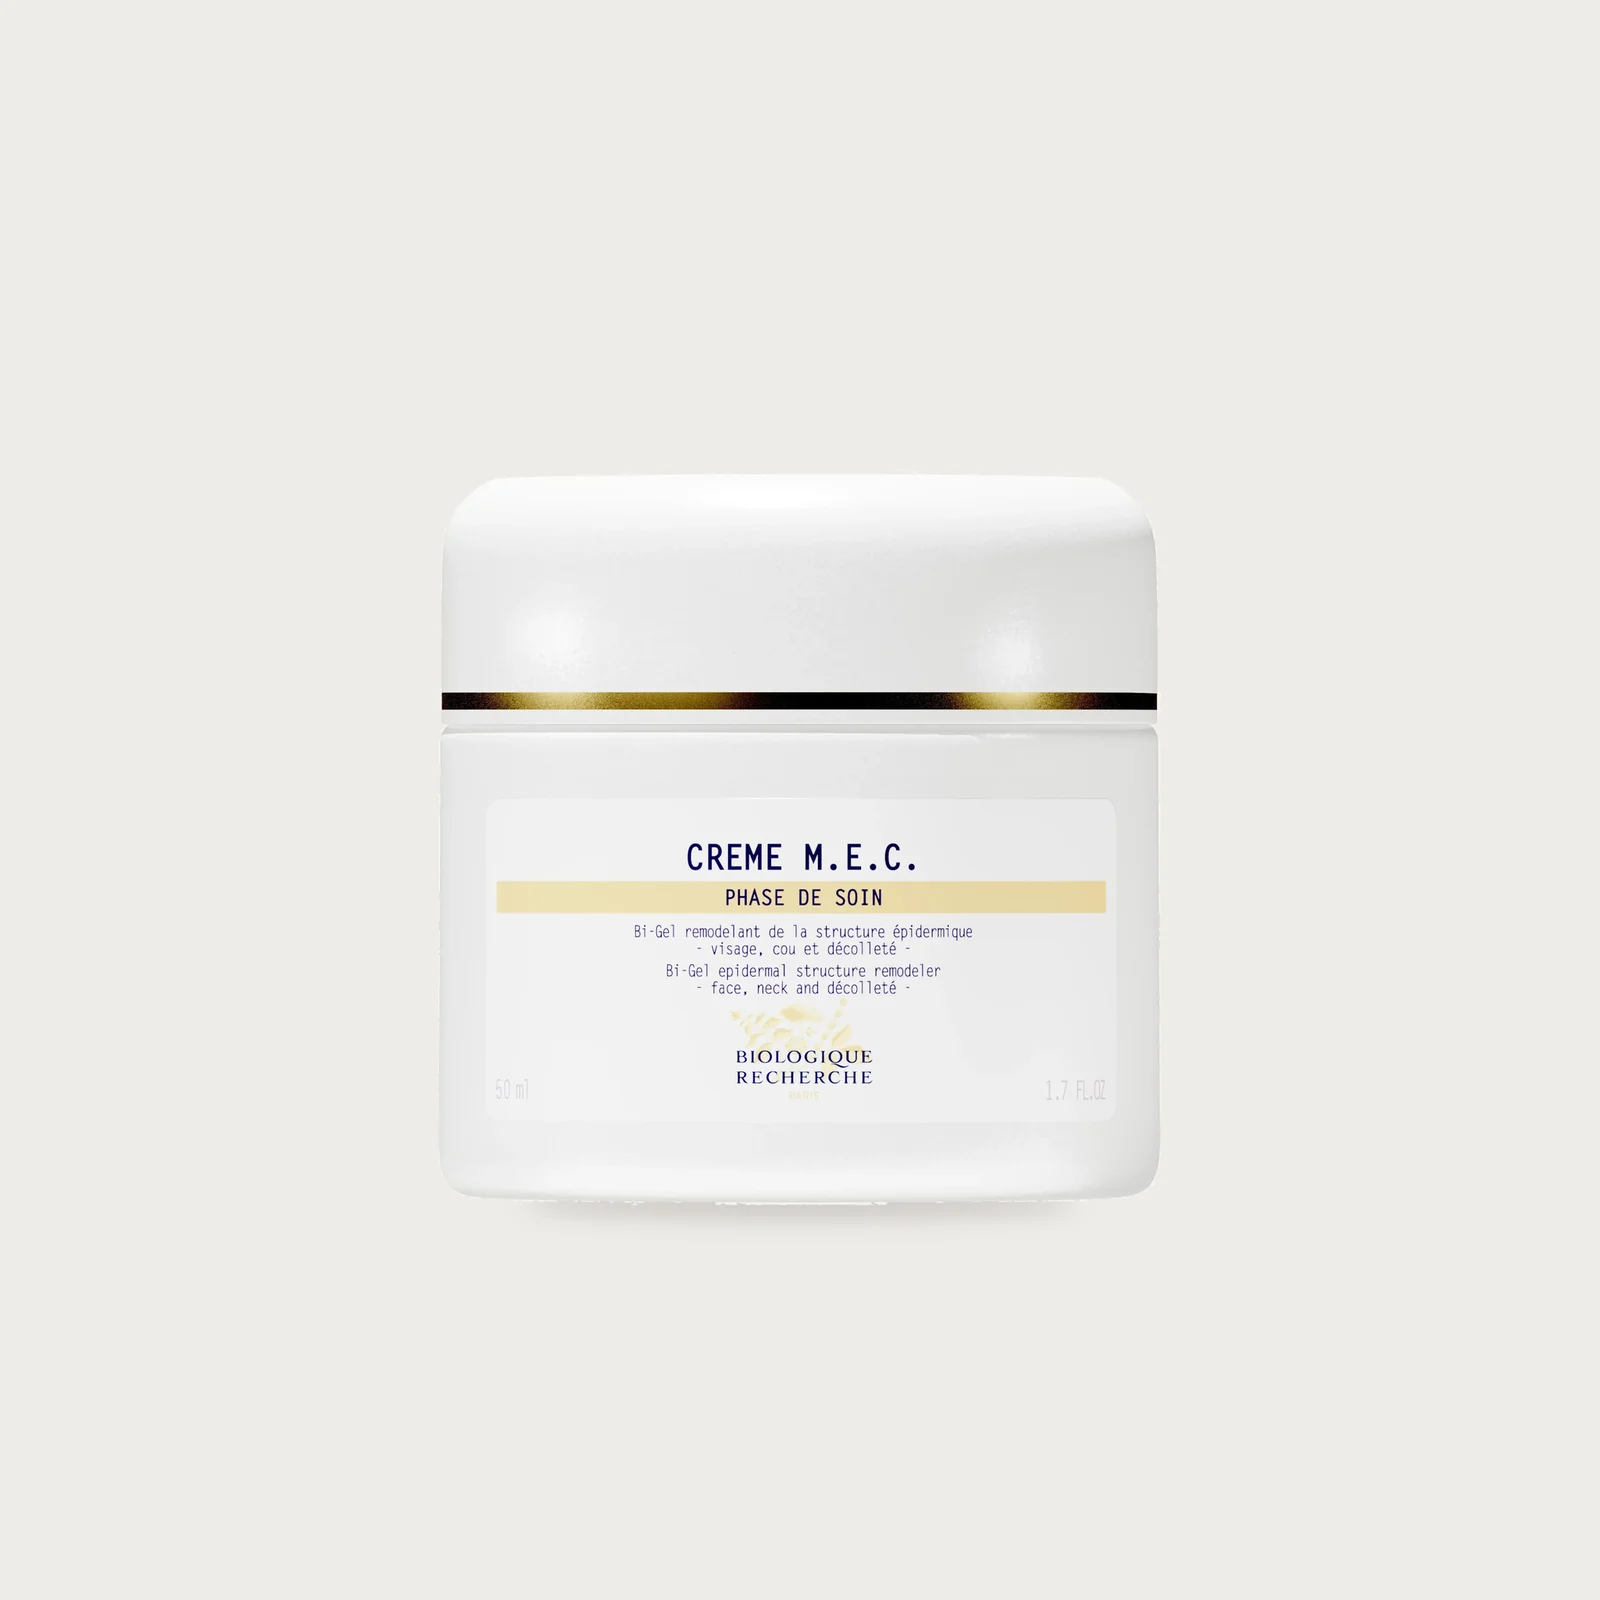 CREME M.E.C.
PHASE DE SOIN
Bi-Gel remodelant de la structure épidermique
- visage, cou et décolleté -
Bi-Gel epidermal structure remodeler
- face, neck and décolleté -
BIOLOGIQUE
RECHERCHE
PARIS
50 ml
1.7 FL.OZ